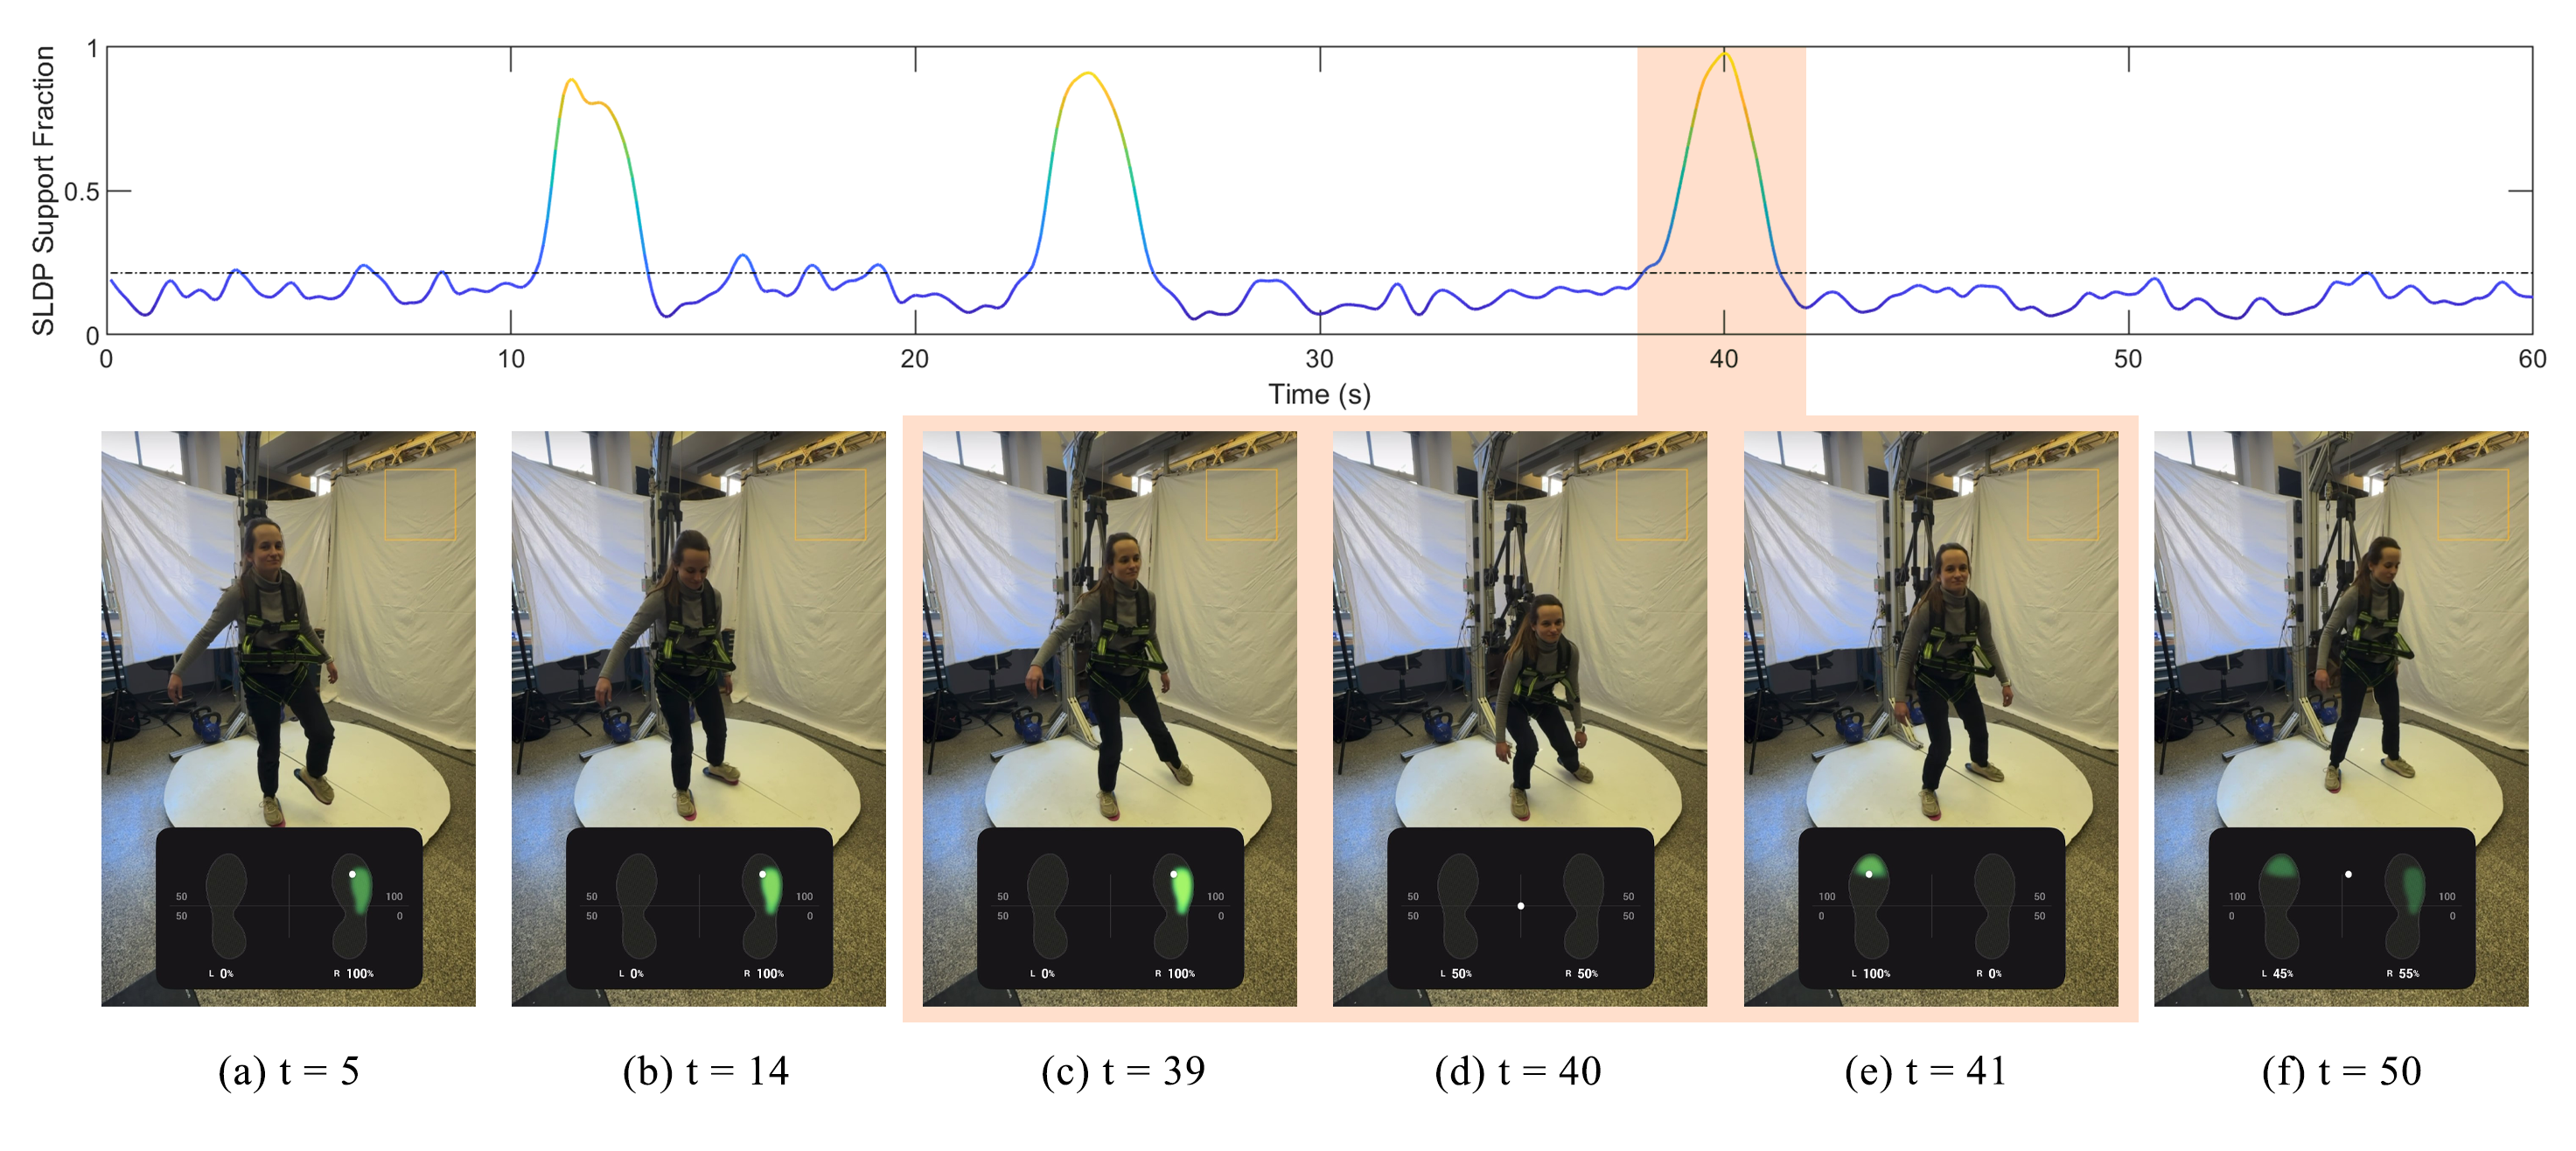 SLDP Support Fraction
1
0.5
0
0 10 20 30 40 50 60
Time (s)
50 100
50 0
L 0% R 100%
50 100
50 0
L 0% R 100%
50 100
50 0
L 0% R 100%
50 50
50 50
L 50% R 50%
100 50
0 50
L 100% R 0%
100 100
0 0
L 45% R 55%
(a) t = 5 (b) t = 14 (c) t = 39 (d) t = 40 (e) t = 41 (f) t = 50